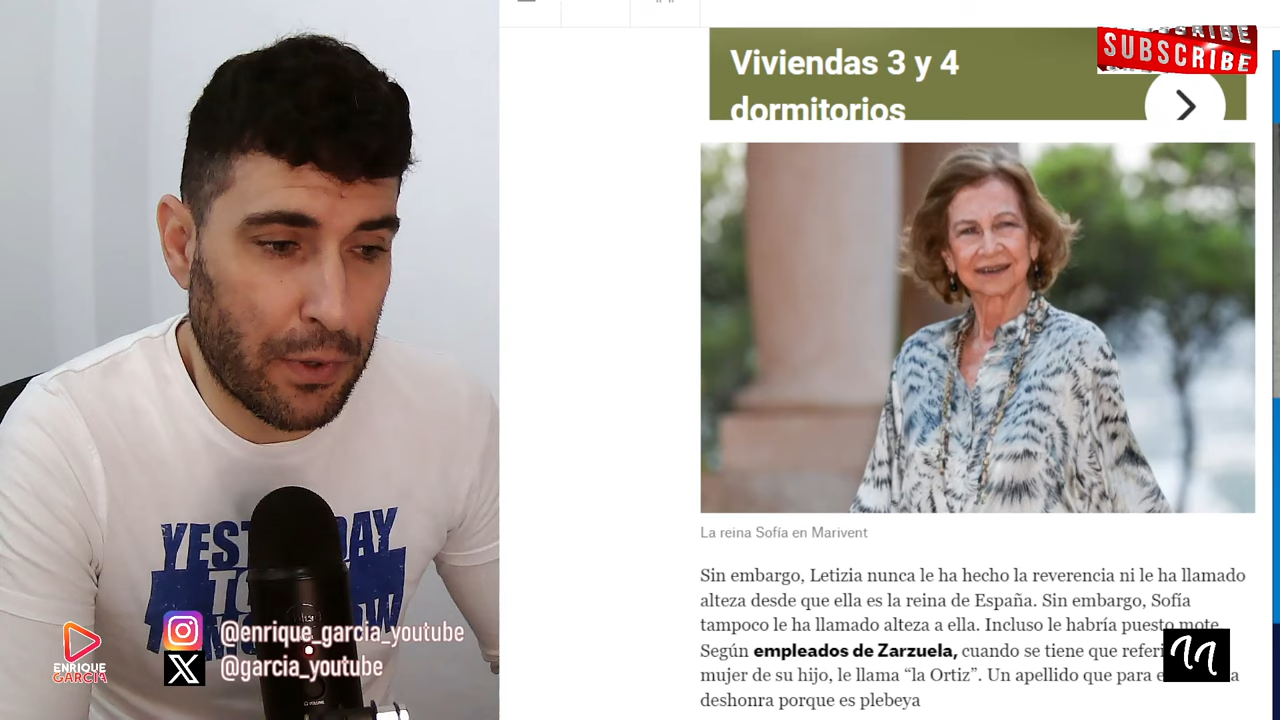 Viviendas 3 y 4
dormitorios
SUBSCRIBE
SUBSCRIBE
La reina Sofía en Marivent
Sin embargo, Letizia nunca le ha hecho la reverencia ni le ha llamado
alteza desde que ella es la reina de España. Sin embargo, Sofía
tampoco le ha llamado alteza a ella. Incluso le habría puesto mote.
Según empleados de Zarzuela, cuando se tiene que referi
mujer de su hijo, le llama “la Ortiz”. Un apellido que para e a
deshonra porque es plebeya
@enrique_garcia_youtube
@garcia_youtube
ENRIQUE
GARCIA